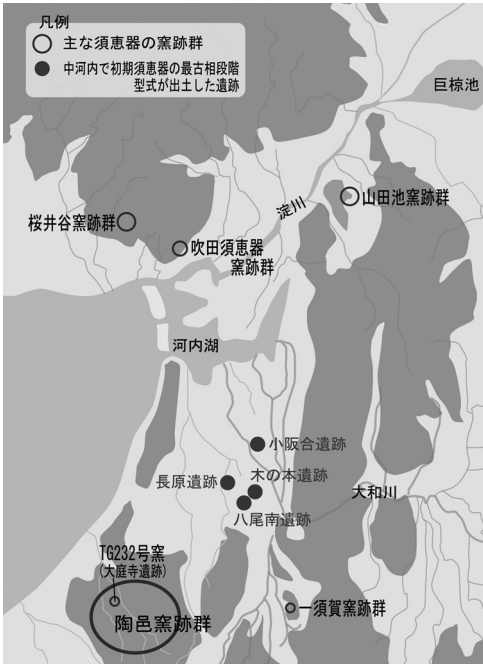 凡例
主な須恵器の窯跡群
中河内で初期須恵器の最古相段階
型式が出土した遺跡
巨椋池
淀川
山田池窯跡群
桜井谷窯跡群
吹田須恵器
窯跡群
河内湖
小阪合遺跡
木の本遺跡
長原遺跡
大和川
八尾南遺跡
TG232号窯
(大庭寺遺跡)
一須賀窯跡群
陶邑窯跡群